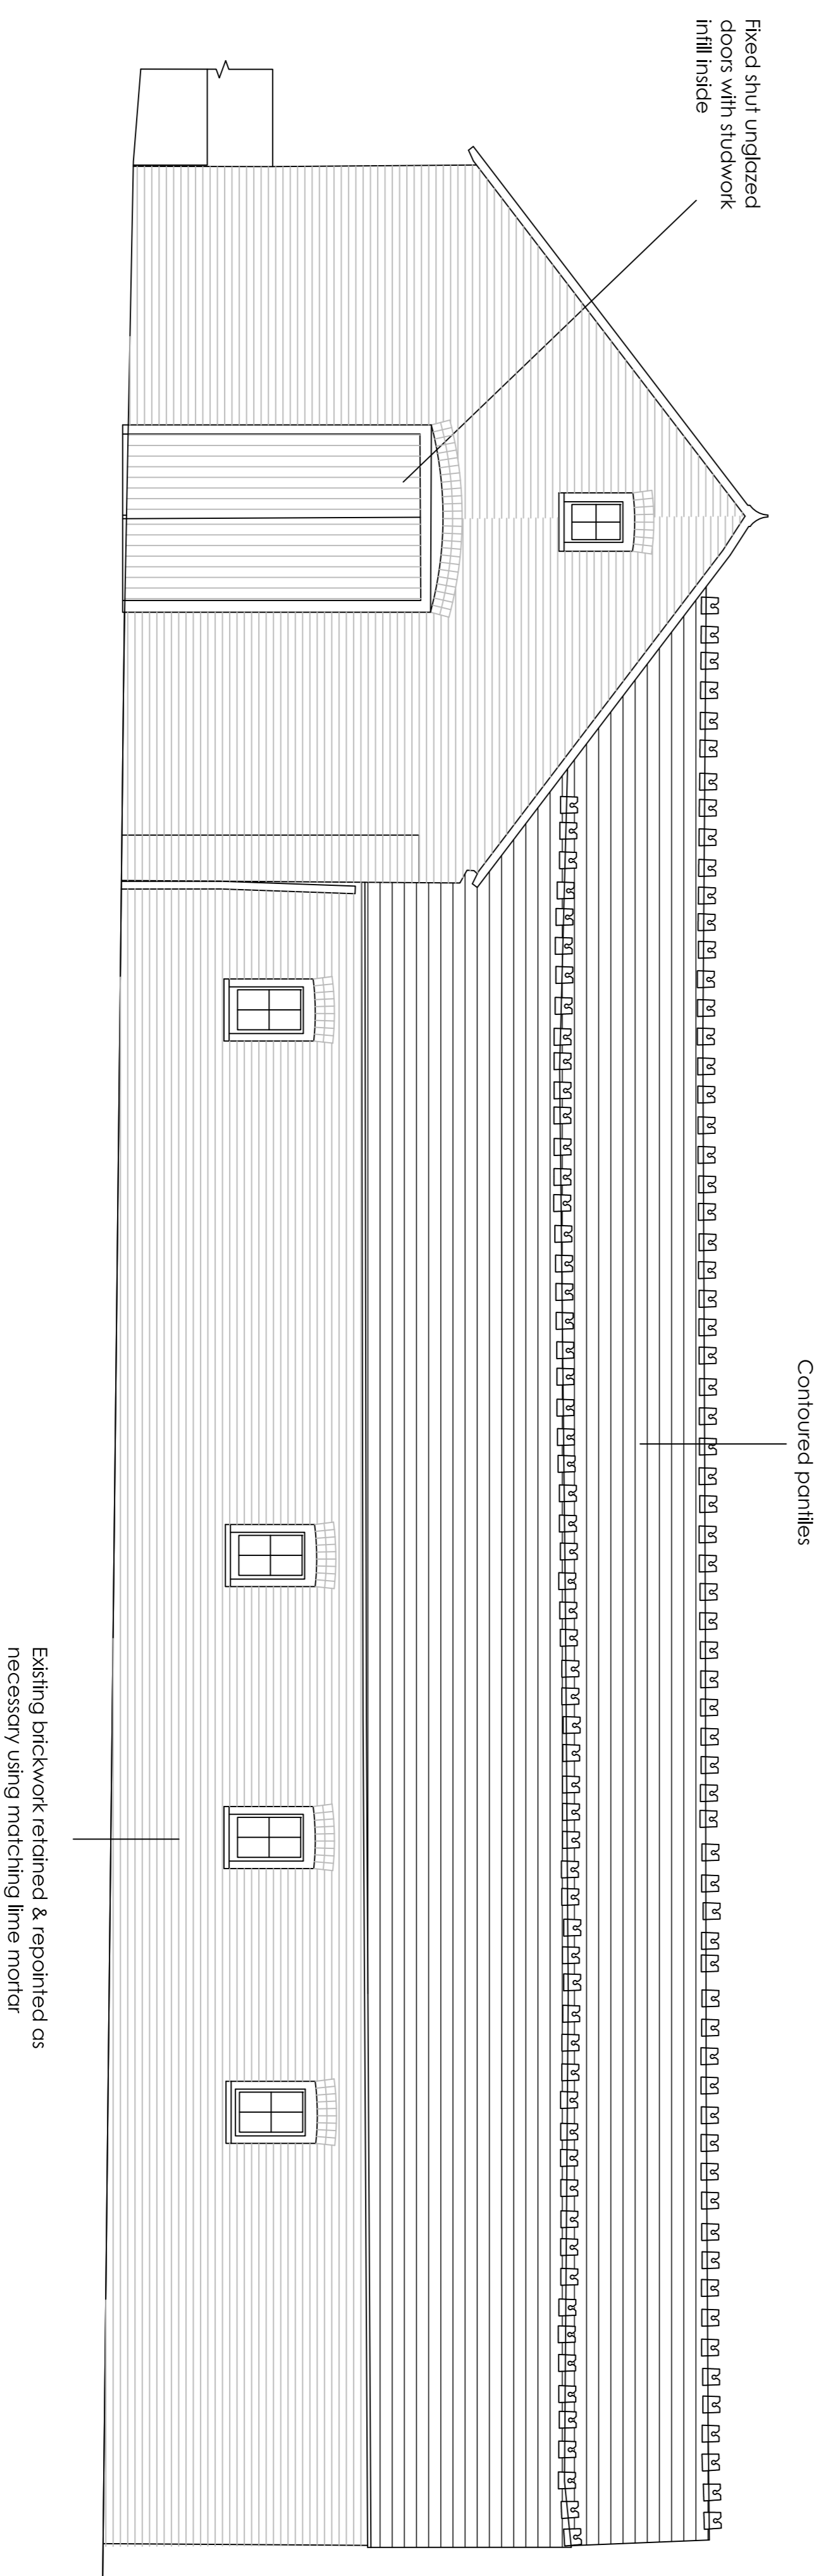 Fixed shut unglazed
doors with studwork
infill inside
Contoured pantiles
Existing brickwork retained & repointed as
necessary using matching lime mortar